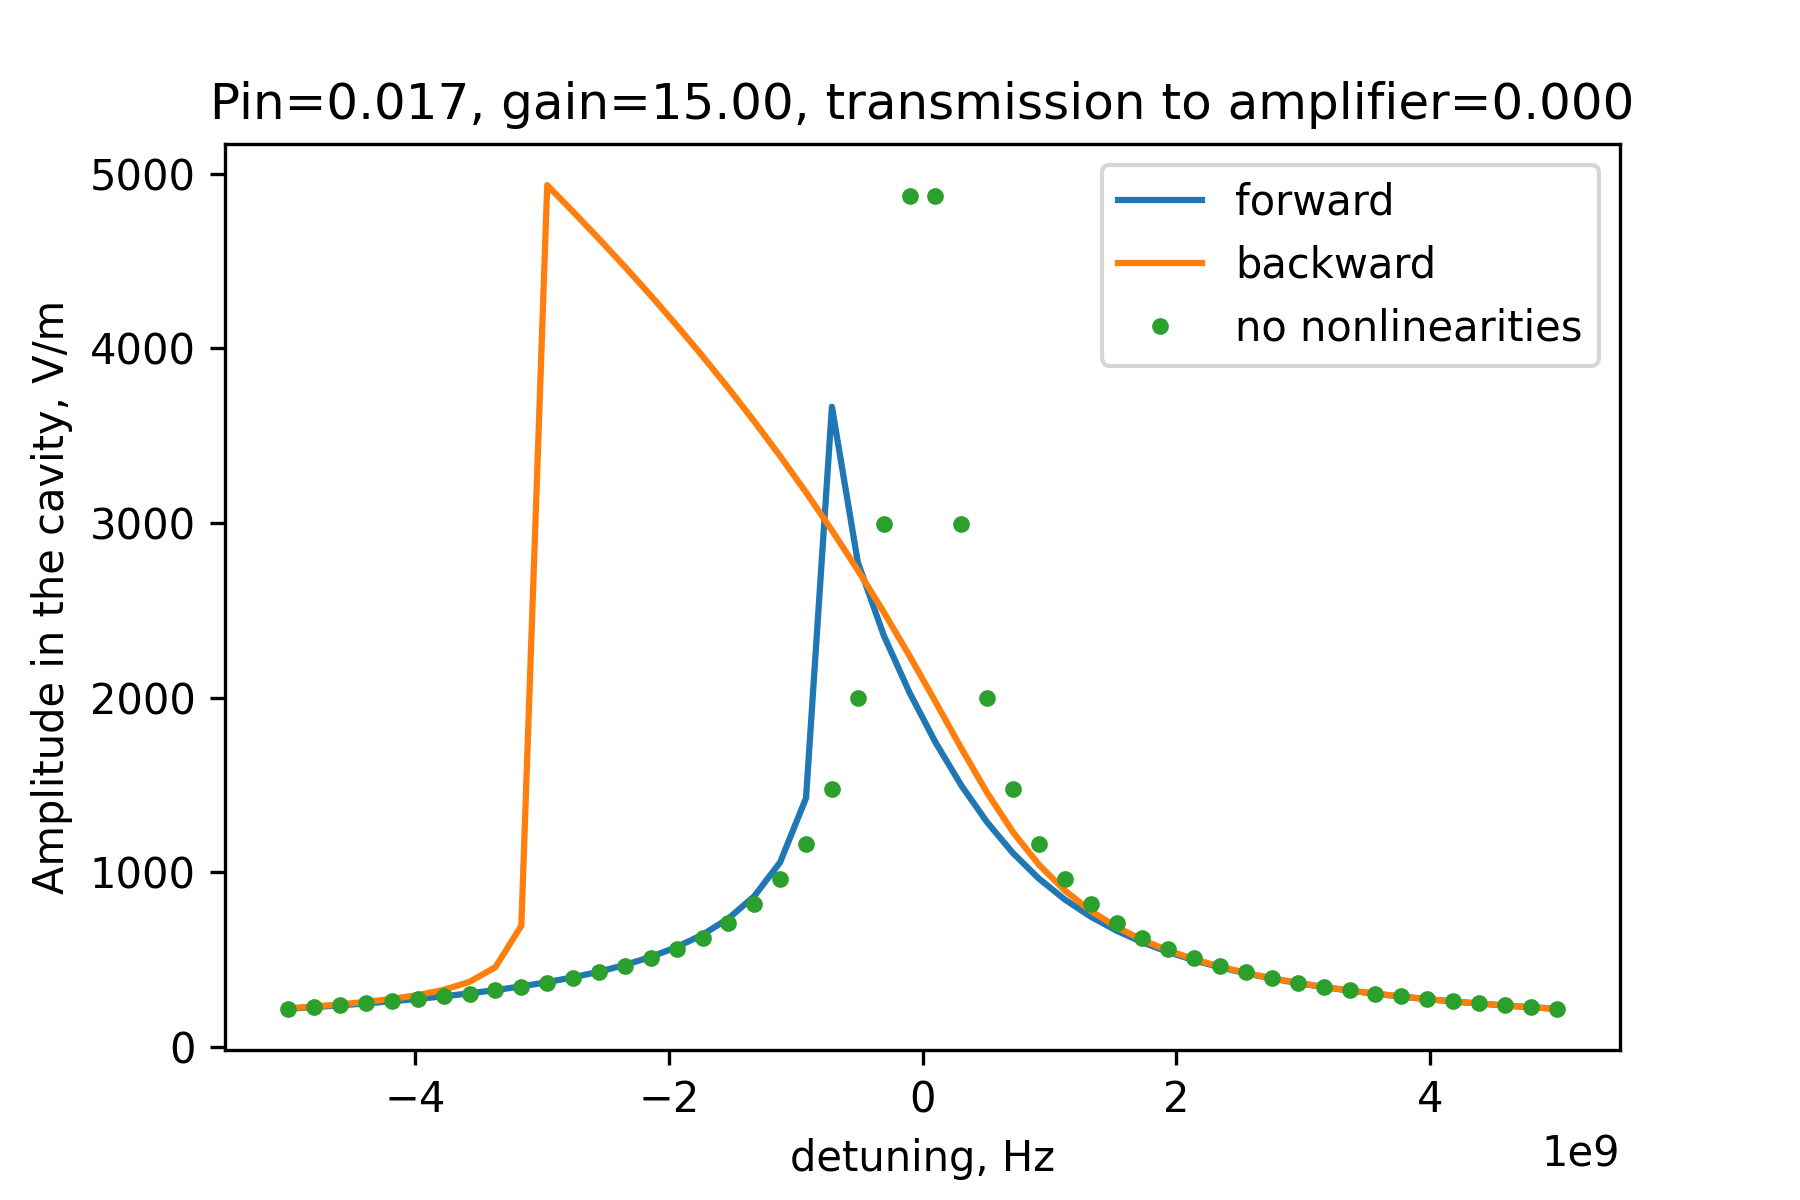 Pin=0.017, gain=15.00, transmission to amplifier=0.000
5000
4000
3000
2000
1000
0
Amplitude in the cavity, V/m
forward
backward
no nonlinearities
−4
−2
0
2
4
detuning, Hz
1e9